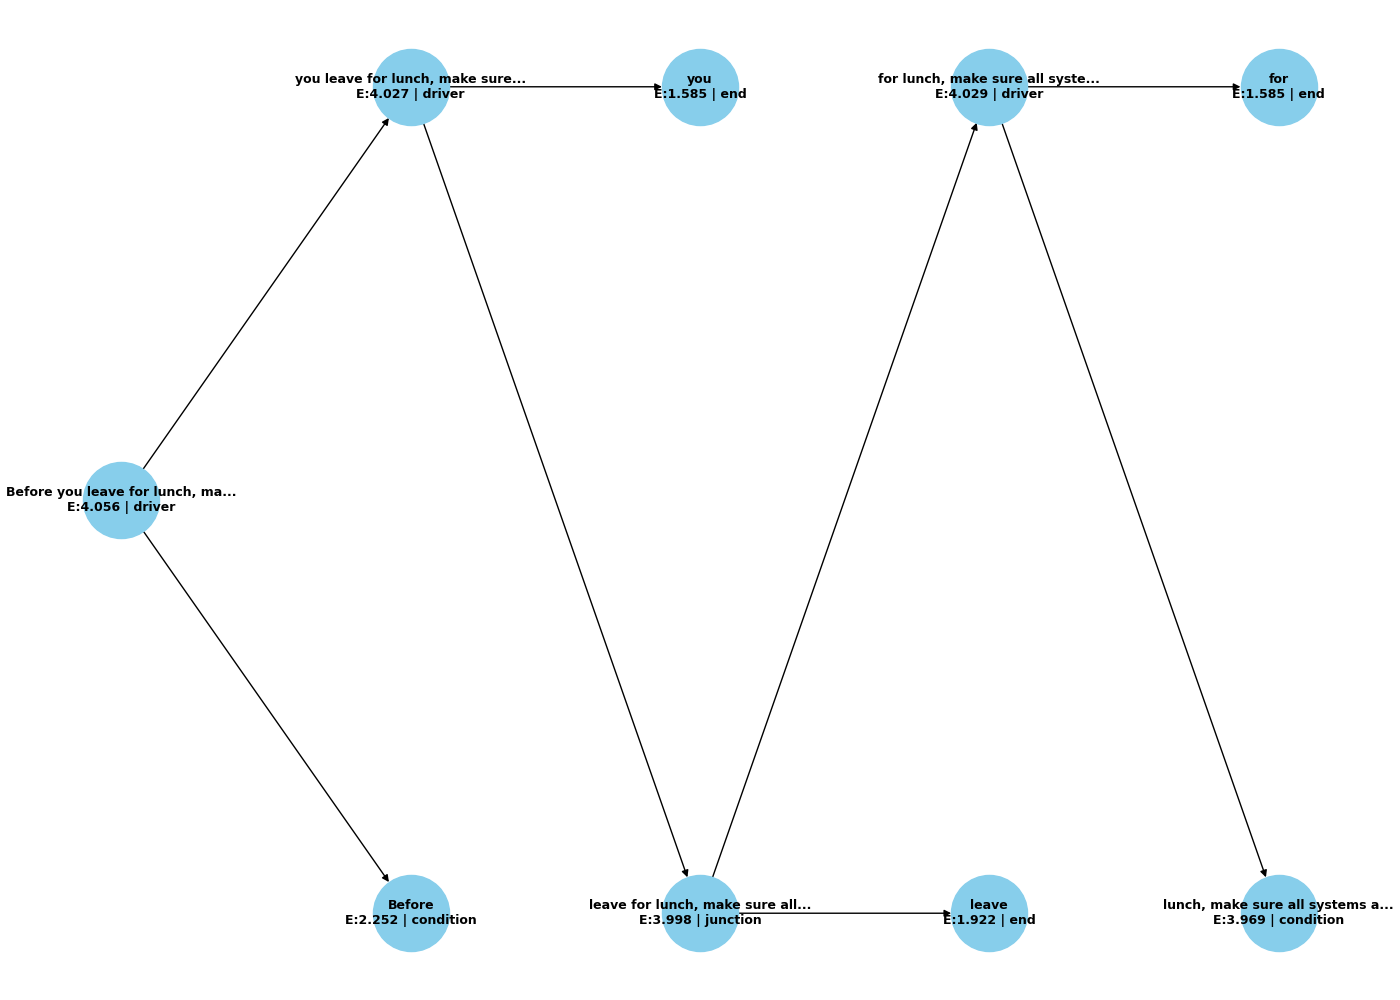 you leave for lunch, make sure...
E:4.027 | driver
you
E:1.585 | end
for lunch, make sure all syste...
E:4.029 | driver
for
E:1.585 | end
Before you leave for lunch, ma...
E:4.056 | driver
Before
E:2.252 | condition
leave for lunch, make sure all...
E:3.998 | junction
leave
E:1.922 | end
lunch, make sure all systems a...
E:3.969 | condition